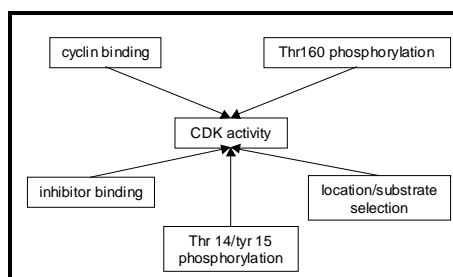 cyclin binding
Thr160 phosphorylation
CDK activity
inhibitor binding
location/substrate
selection
Thr 14/tyr 15
phosphorylation